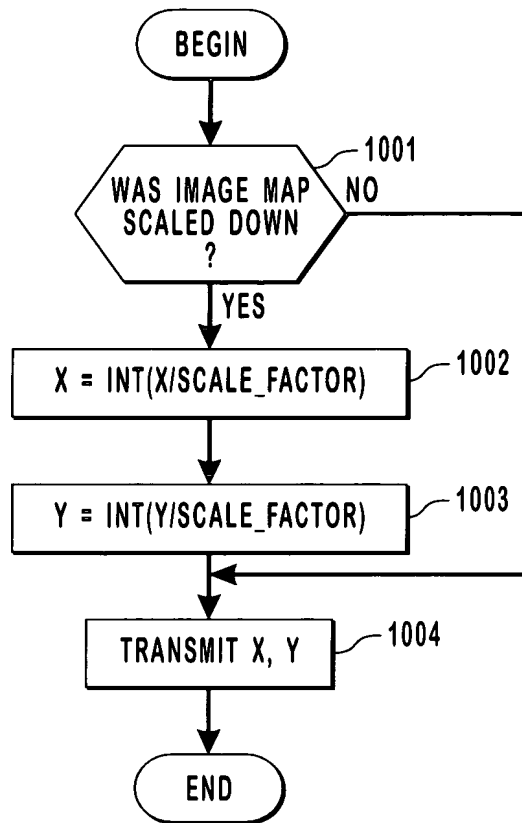 BEGIN
1001
WAS IMAGE MAP
SCALED DOWN
?
NO
YES
X = INT(X/SCALE_FACTOR)
1002
Y = INT(Y/SCALE_FACTOR)
1003
TRANSMIT X, Y
1004
END